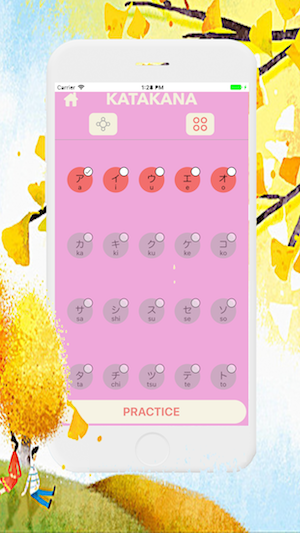 Carrier 1:28 PM
KATAKANA
ア イ ウ エ オ
a i u e o
カ キ ク ケ コ
ka ki ku ke ko
サ シ ス セ ソ
sa shi su se so
タ チ ツ テ ト
ta chi tsu te to
PRACTICE